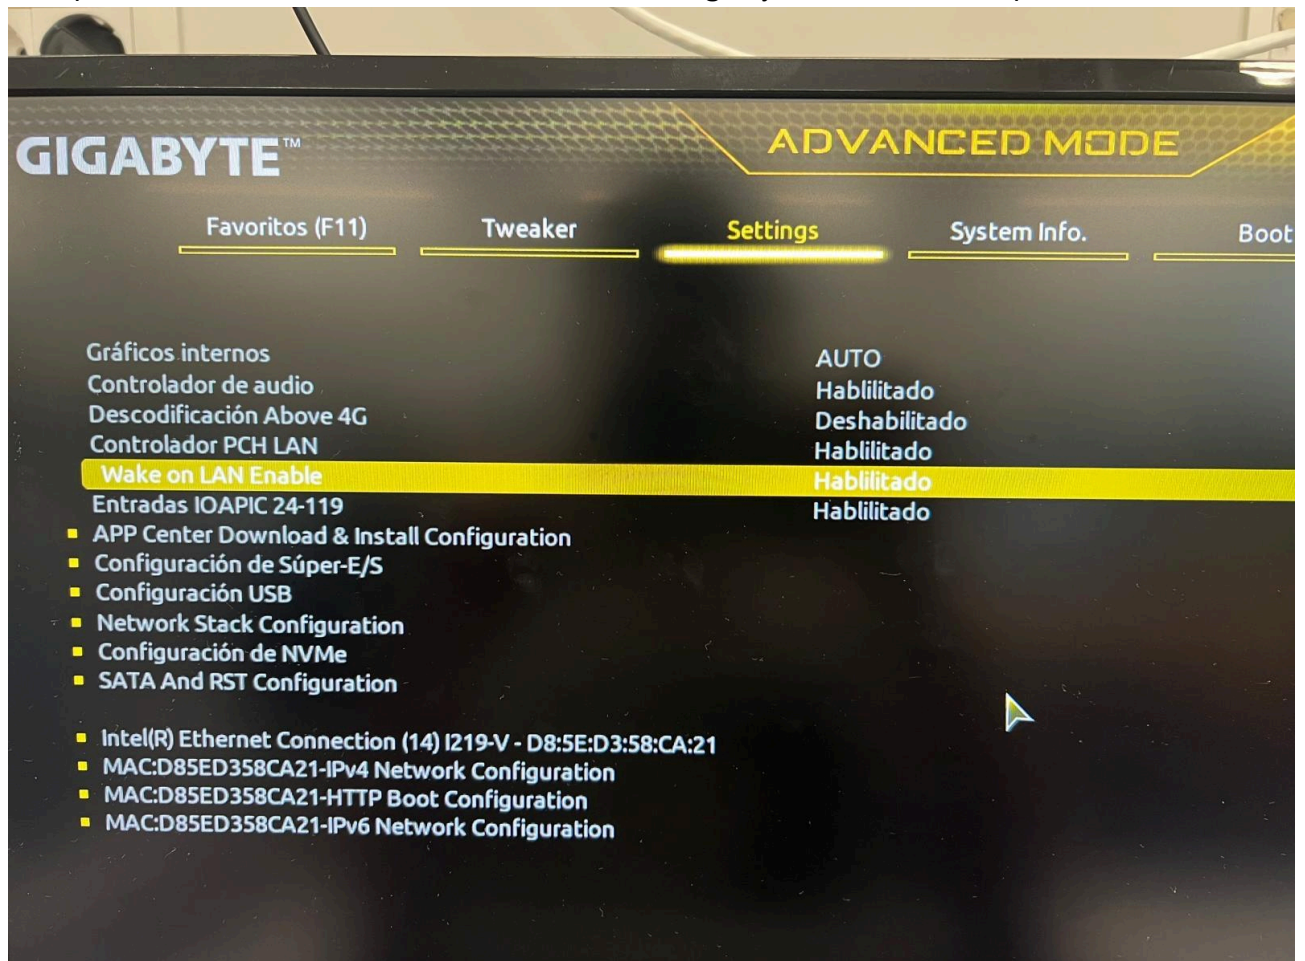 GIGABYTE™
ADVANCED MODE
Favoritos (F11) Tweaker Settings System Info. Boot
Gráficos internos AUTO
Controlador de audio Hablilitado
Descodificación Above 4G Deshabilitado
Controlador PCH LAN Hablilitado
Wake on LAN Enable Hablilitado
Entradas IOAPIC 24-119 Hablilitado
APP Center Download & Install Configuration
Configuración de Súper-E/S
Configuración USB
Network Stack Configuration
Configuración de NVMe
SATA And RST Configuration
Intel(R) Ethernet Connection (14) I219-V - D8:5E:D3:58:CA:21
MAC:D85ED358CA21-IPv4 Network Configuration
MAC:D85ED358CA21-HTTP Boot Configuration
MAC:D85ED358CA21-IPv6 Network Configuration